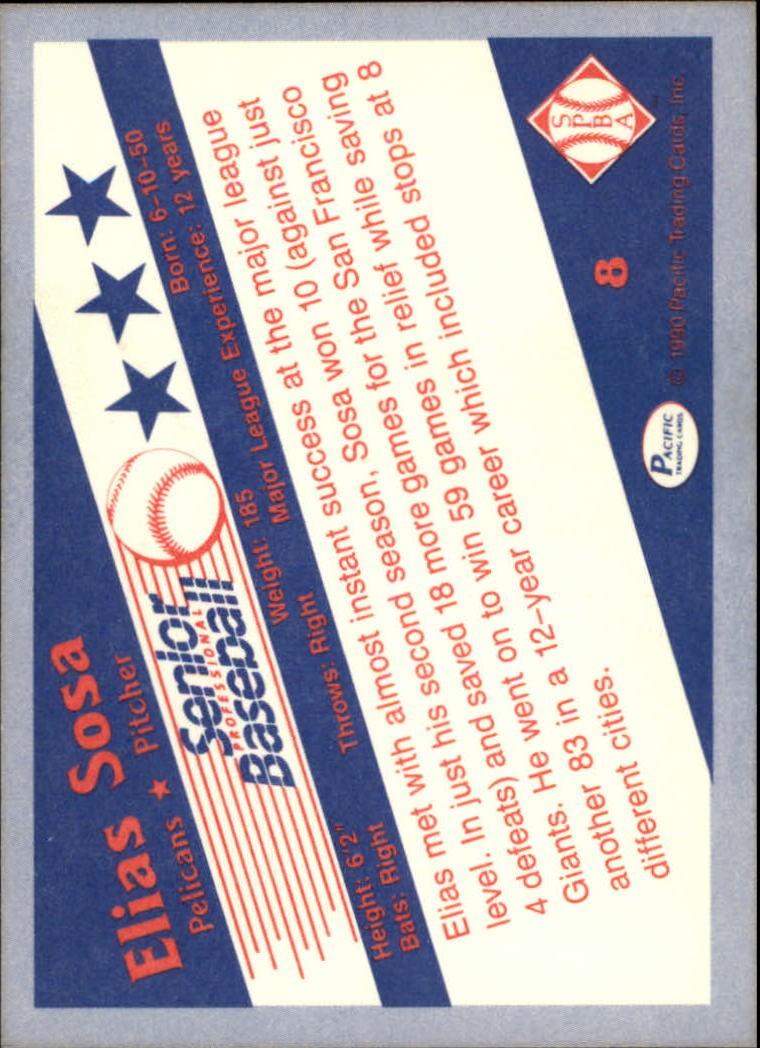 Elias Sosa
Pelicans ★ Pitcher
Senior
PROFESSIONAL
Baseball
Height: 6'2" Weight: 185 Born: 6-10-50
Bats: Right Throws: Right Major League Experience: 12 years
Elias met with almost instant success at the major league
level. In just his second season, Sosa won 10 (against just
4 defeats) and saved 18 more games for the San Francisco
Giants. He went on to win 59 games in relief while saving
another 83 in a 12-year career which included stops at 8
different cities.
PACIFIC
TRADING CARDS
© 1990 Pacific Trading Cards, Inc.
8
S
P
B
A